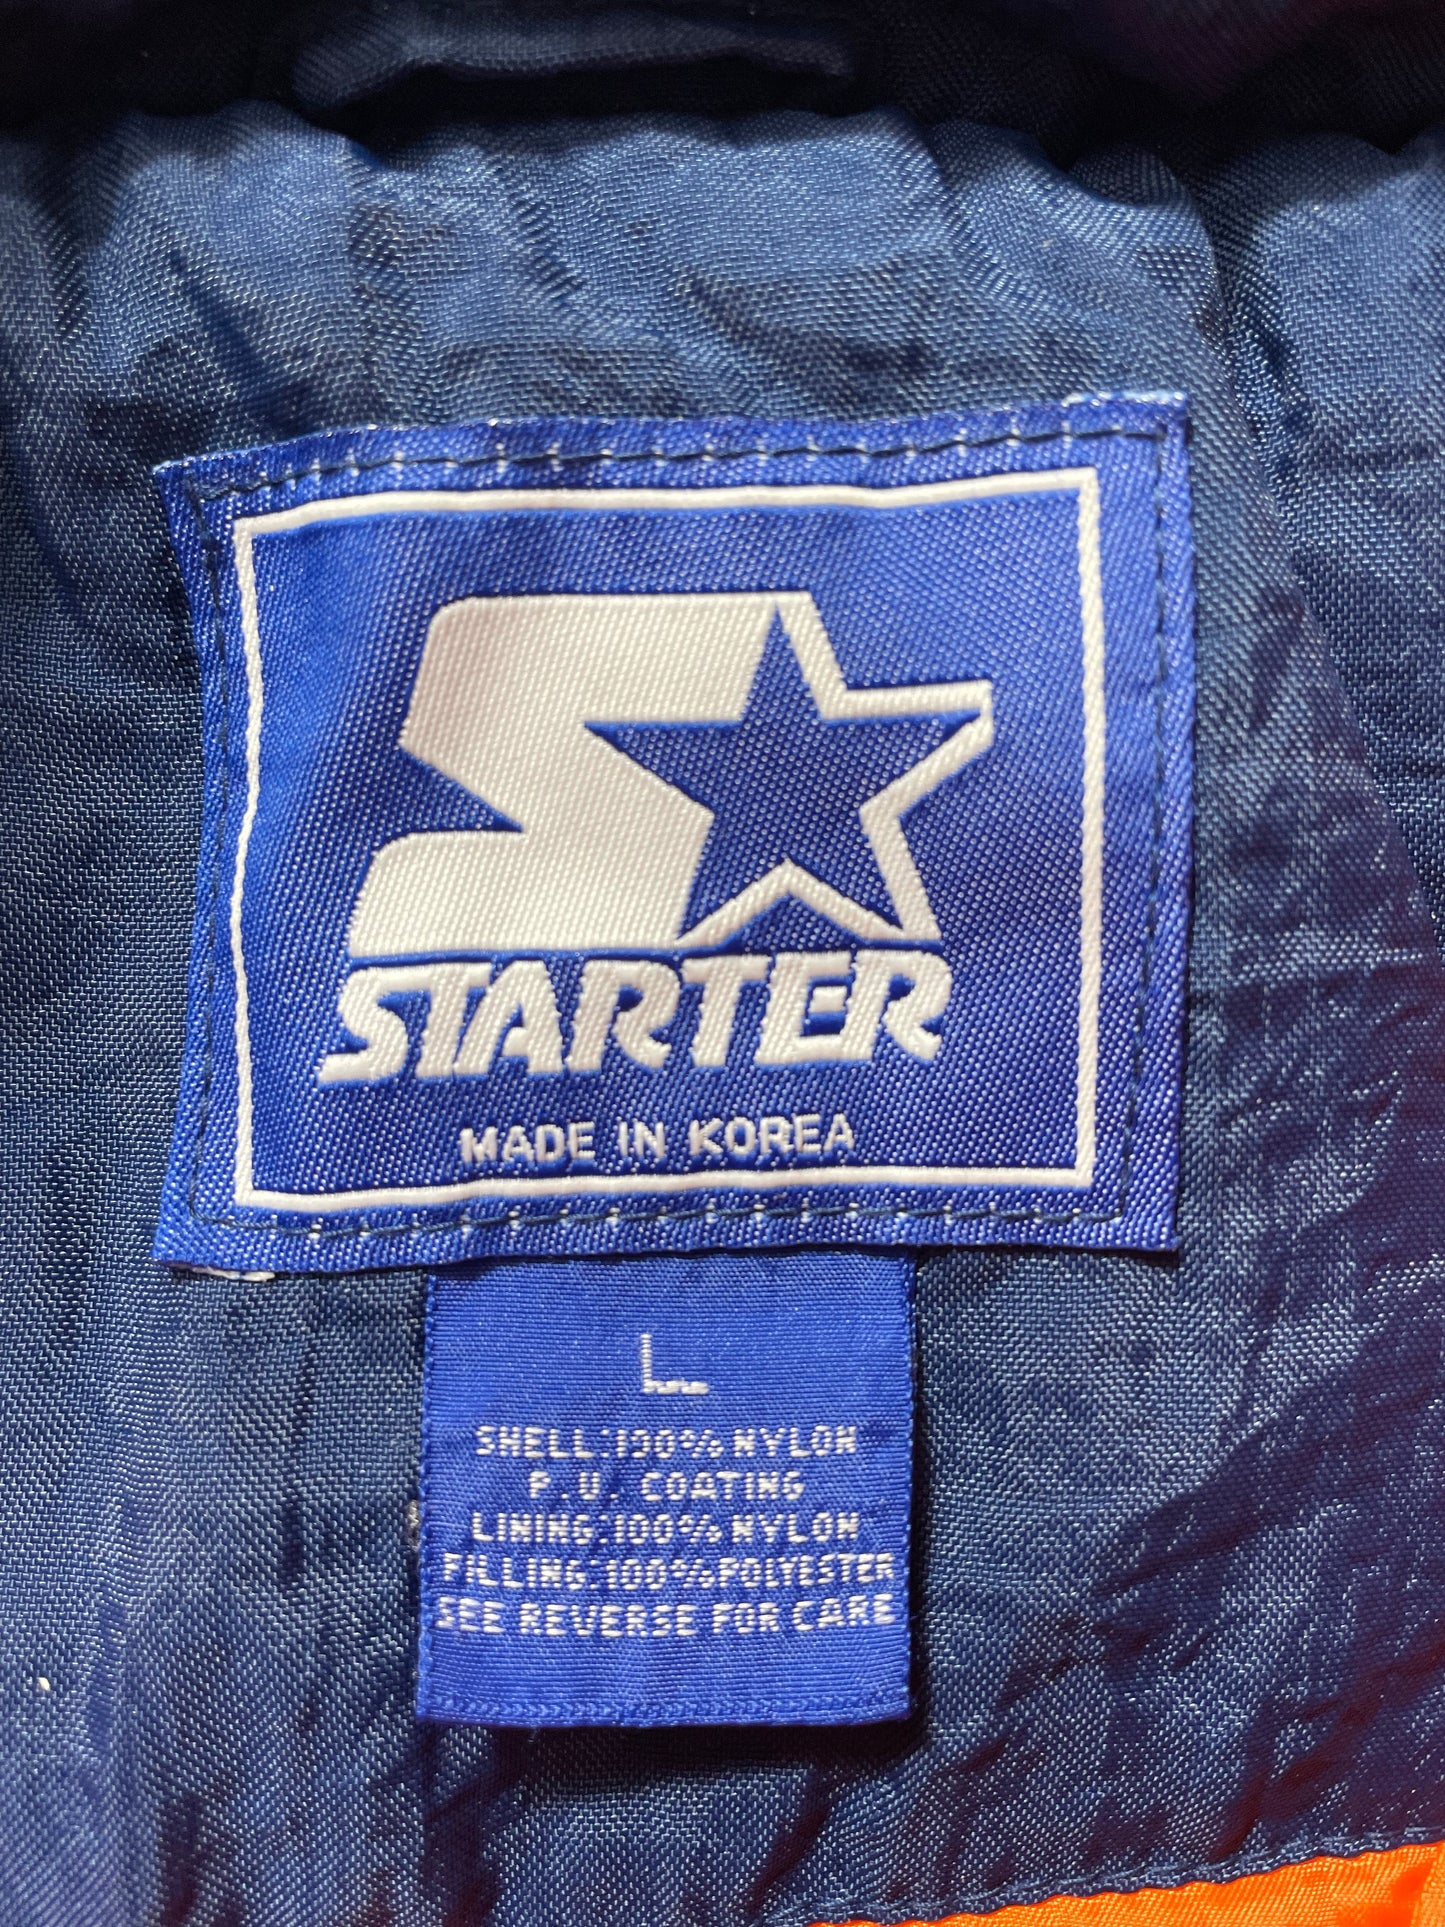 STARTER
MADE IN KOREA
L
SHELL:100% NYLON
P.U. COATING
LINING:100% NYLON
FILLING:100% POLYESTER
SEE REVERSE FOR CARE